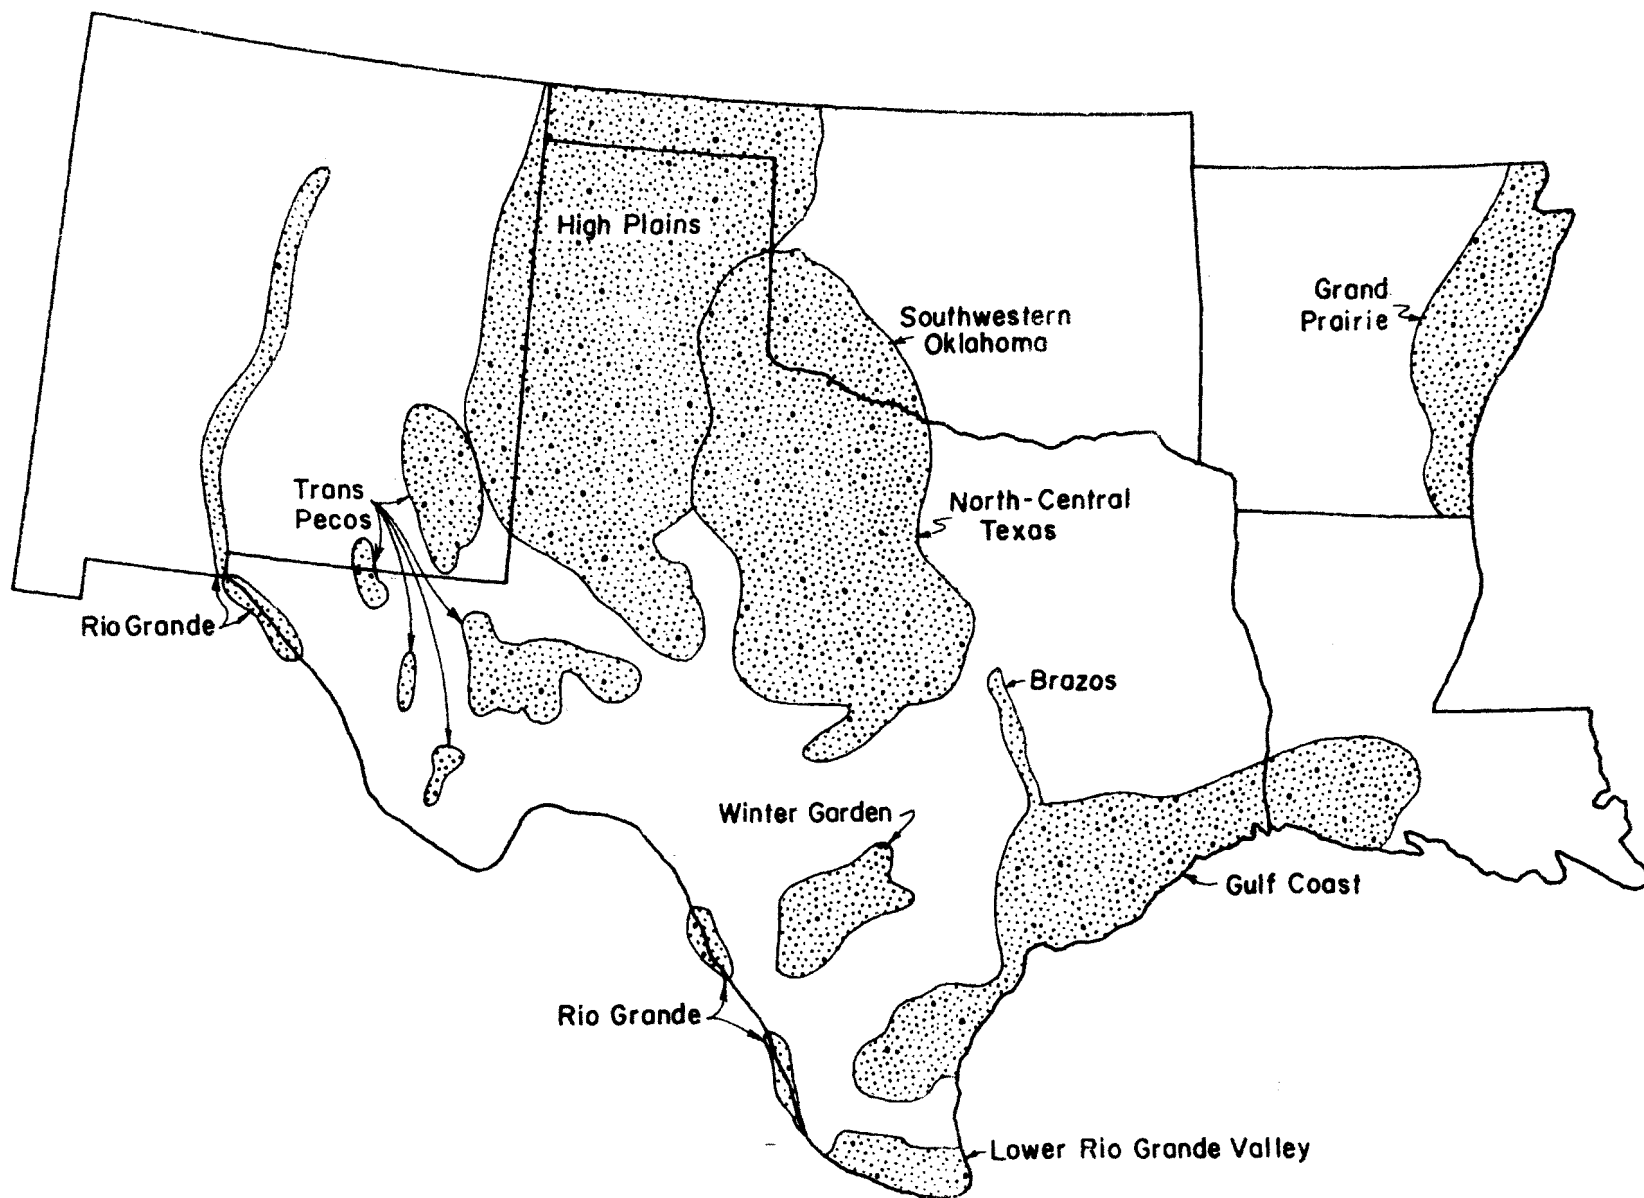 High Plains
Grand
Prairie
Southwestern
Oklahoma
Trans
Pecos
North-Central
Texas
Rio Grande
Brazos
Winter Garden
Gulf Coast
Rio Grande
Lower Rio Grande Valley